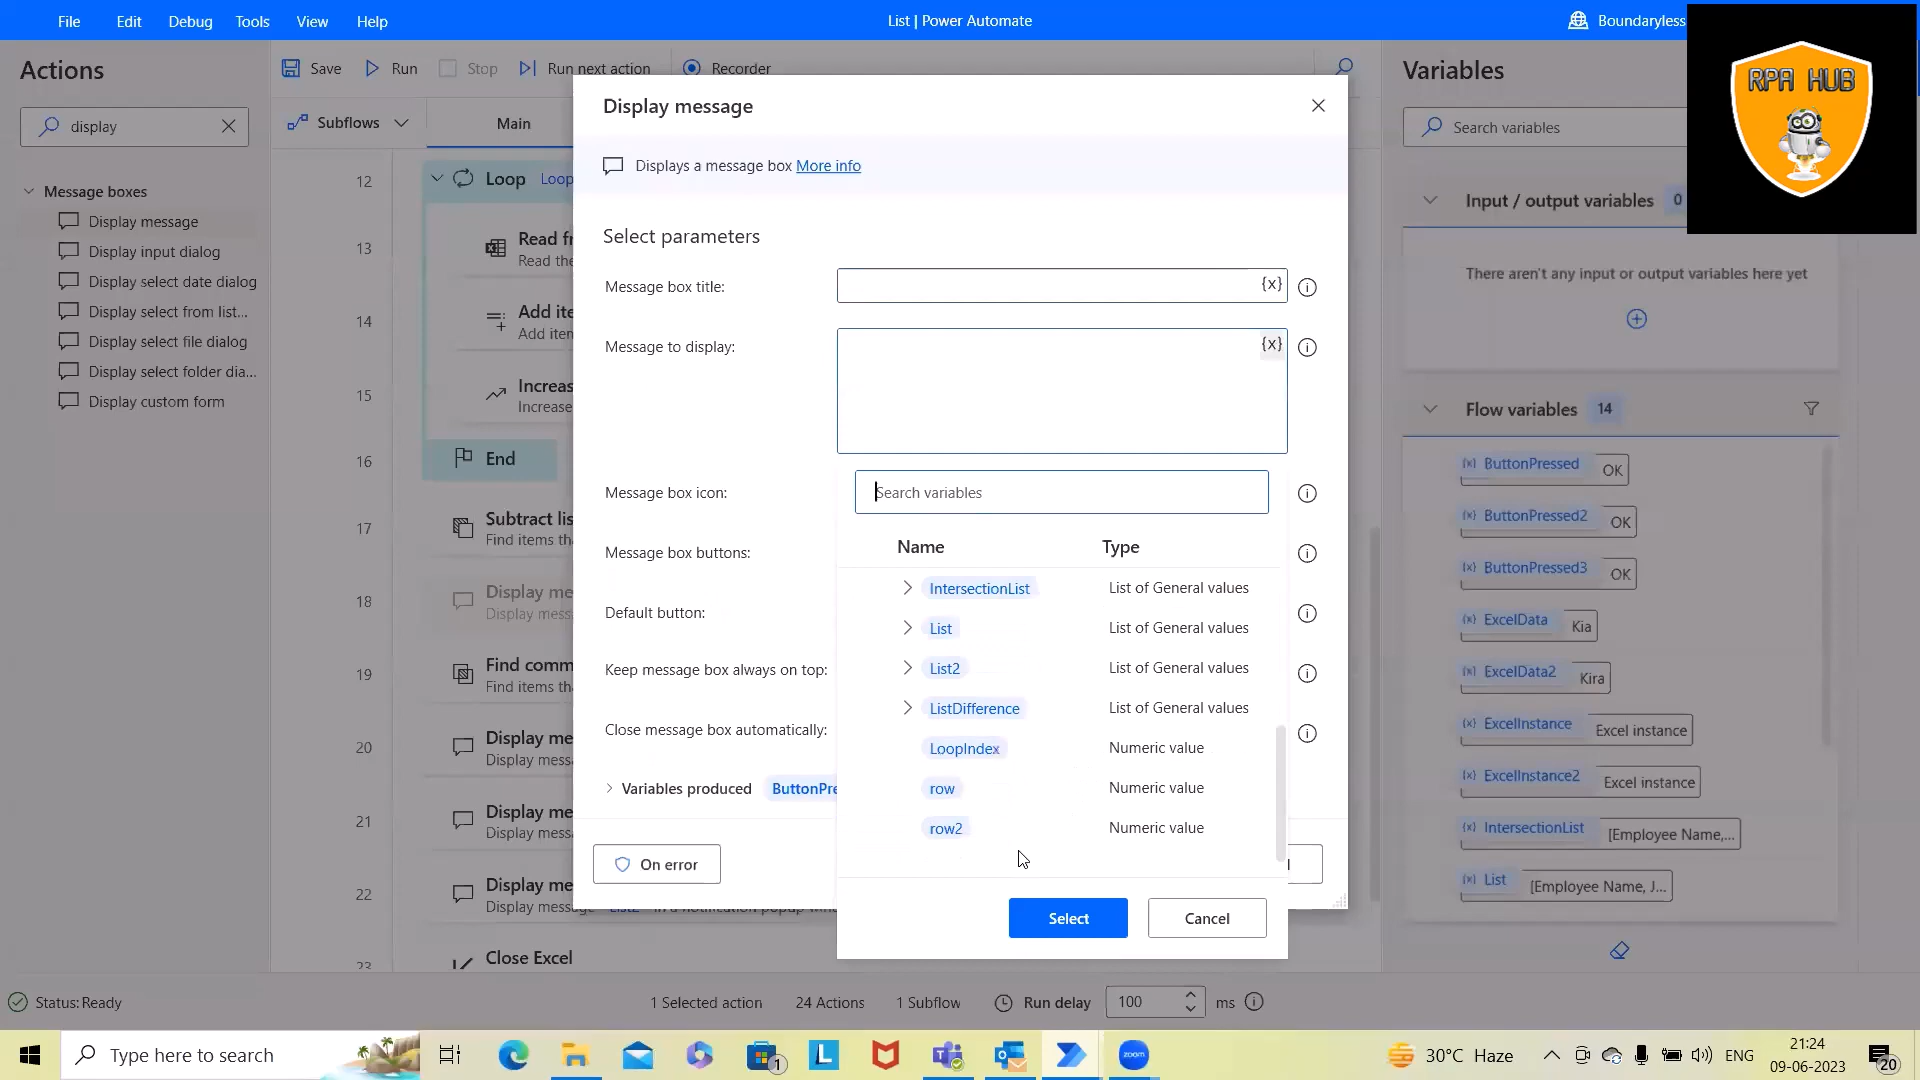 File Edit Debug Tools View Help
List | Power Automate
Boundaryless
RPA HUB
Actions
display
Message boxes
Display message
Display input dialog
Display select date dialog
Display select from list...
Display select file dialog
Display select folder dia...
Display custom form
Save Run Stop Run next action Recorder
Subflows Main
12 Loop Loop
13 Read fr
Read the
14 Add ite
Add item
15 Increas
Increase
16 End
17 Subtract lis
Find items tha
18 Display me
Display mes
19 Find comm
Find items tha
20 Display me
Display mess
21 Display me
Display mess
22 Display me
Display message List2 in a notification popup
23 Close Excel
Display message
Displays a message box More info
Select parameters
Message box title: {x}
Message to display: {x}
Message box icon:
Message box buttons:
Default button:
Keep message box always on top:
Close message box automatically:
Variables produced ButtonPre
On error
Search variables
Name Type
IntersectionList List of General values
List List of General values
List2 List of General values
ListDifference List of General values
LoopIndex Numeric value
row Numeric value
row2 Numeric value
Select Cancel
Variables
Search variables
Input / output variables 0
There aren't any input or output variables here yet
Flow variables 14
{x} ButtonPressed OK
{x} ButtonPressed2 OK
{x} ButtonPressed3 OK
{x} ExcelData Kia
{x} ExcelData2 Kira
{x} ExcelInstance Excel instance
{x} ExcelInstance2 Excel instance
{x} IntersectionList [Employee Name,...
{x} List [Employee Name, J...
Status: Ready 1 Selected action 24 Actions 1 Subflow Run delay 100 ms
Type here to search
1
L
zoom
30°C Haze
ENG
21:24
09-06-2023
20